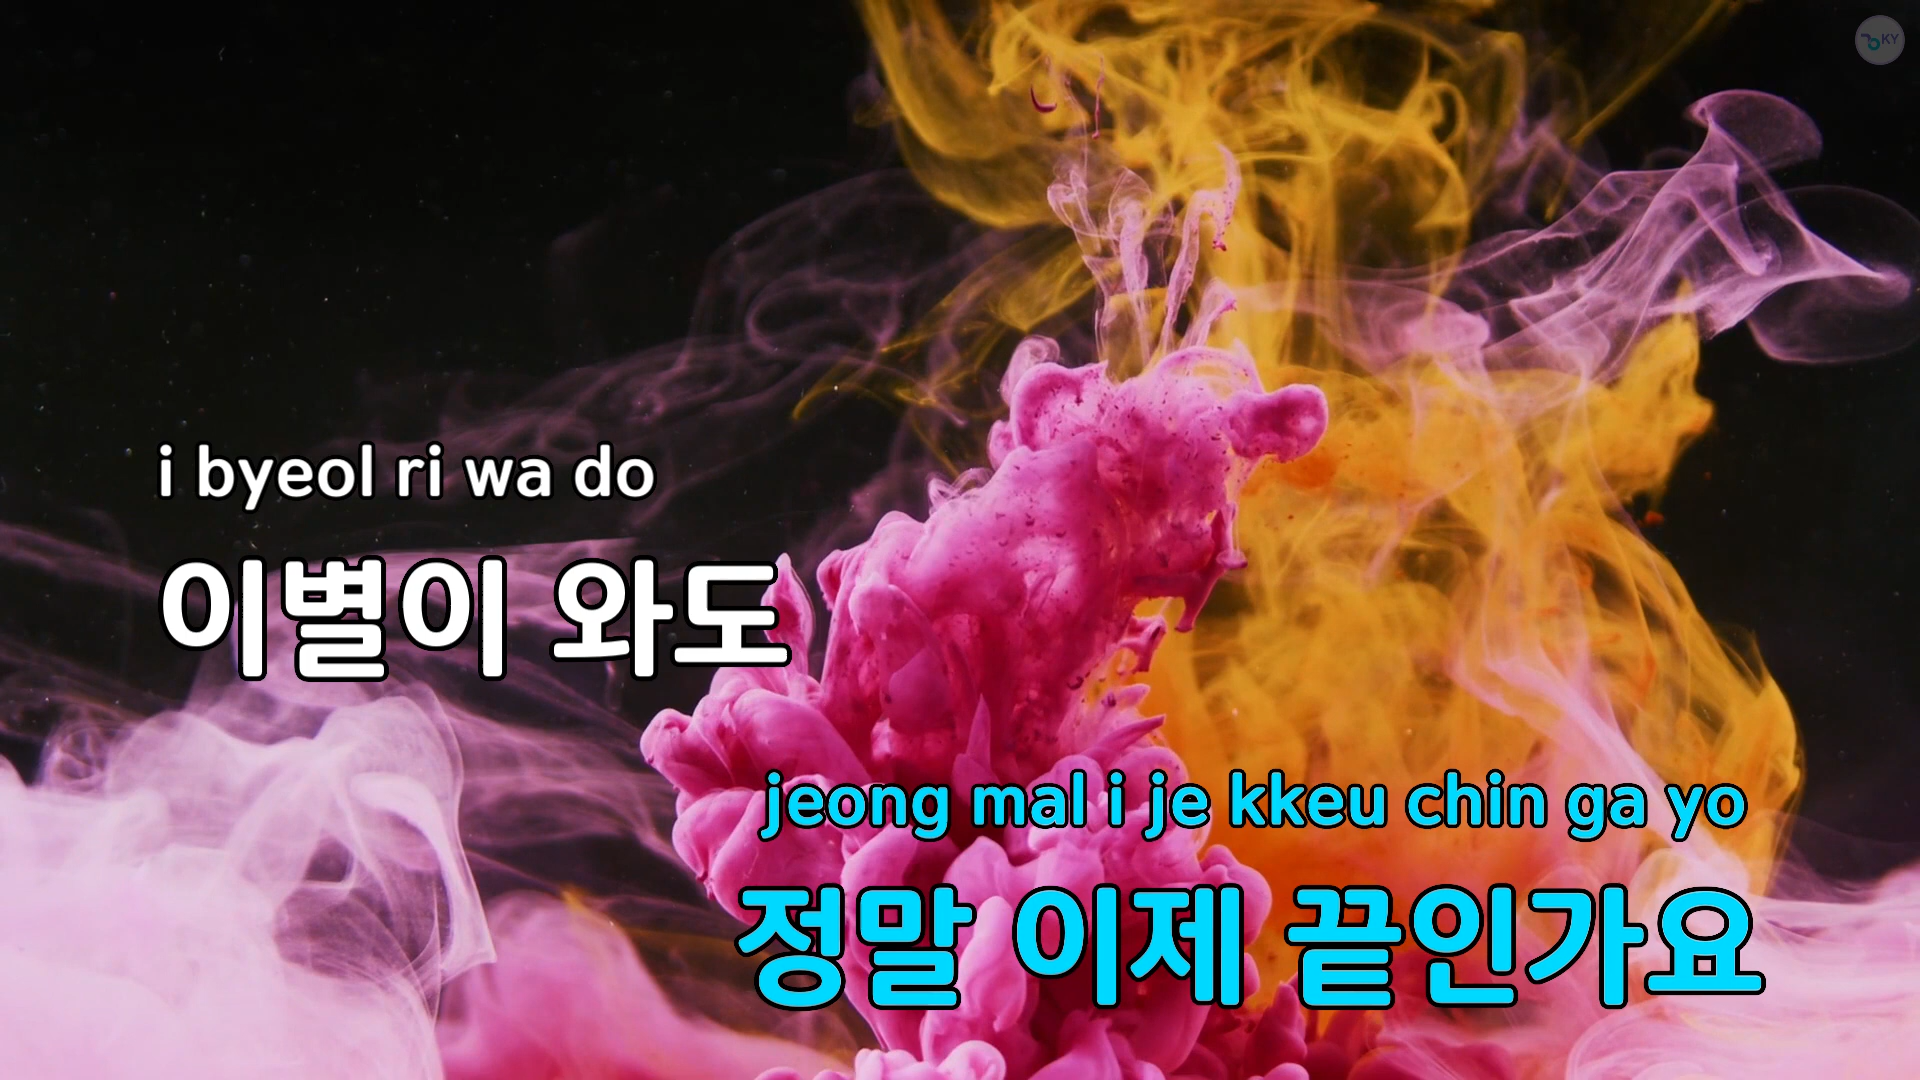 KY
i byeol ri wa do
이별이 와도
jeong mal i je kkeu chin ga yo
정말 이제 끝인가요